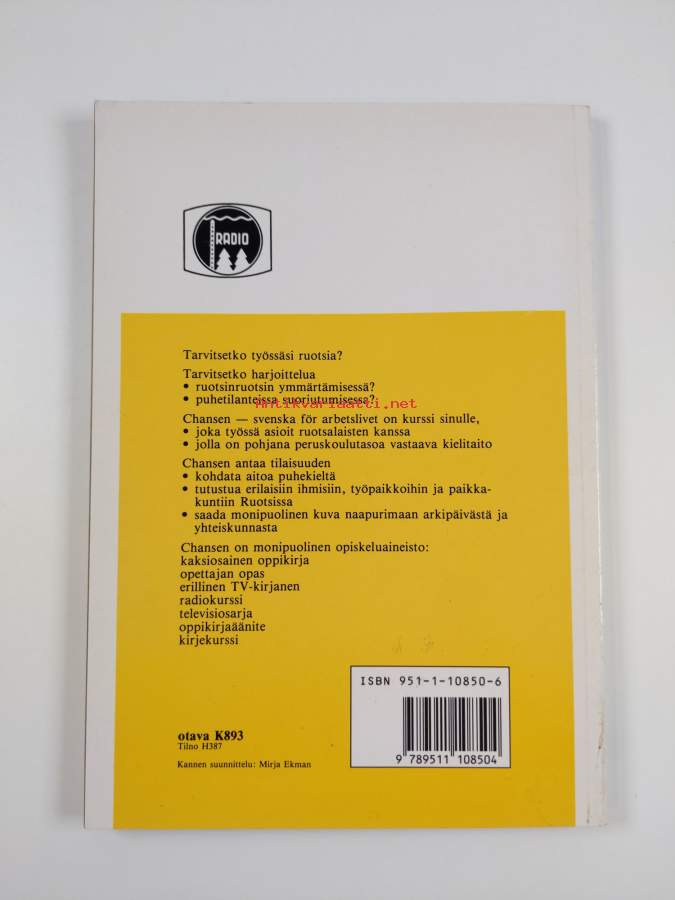 RADIO
Tarvitsetko työssäsi ruotsia?
Tarvitsetko harjoittelua
• ruotsinruotsin ymmärtämisessä?
• puhetilanteissa suoriutumisessa?
Antikvariaatti.net
Chansen — svenska för arbetslivet on kurssi sinulle,
• joka työssä asioit ruotsalaisten kanssa
• jolla on pohjana peruskoulutasoa vastaava kielitaito
Chansen antaa tilaisuuden
• kohdata aitoa puhekieltä
• tutustua erilaisiin ihmisiin, työpaikkoihin ja paikka-
kuntiin Ruotsissa
• saada monipuolinen kuva naapurimaan arkipäivästä ja
yhteiskunnasta
Chansen on monipuolinen opiskeluaineisto:
kaksiosainen oppikirja
opettajan opas
erillinen TV-kirjanen
radiokurssi
televisiosarja
oppikirjaäänite
kirjekurssi
ISBN 951-1-10850-6
9 789511 108504
otava K893
Tilno H387
Kannen suunnittelu: Mirja Ekman